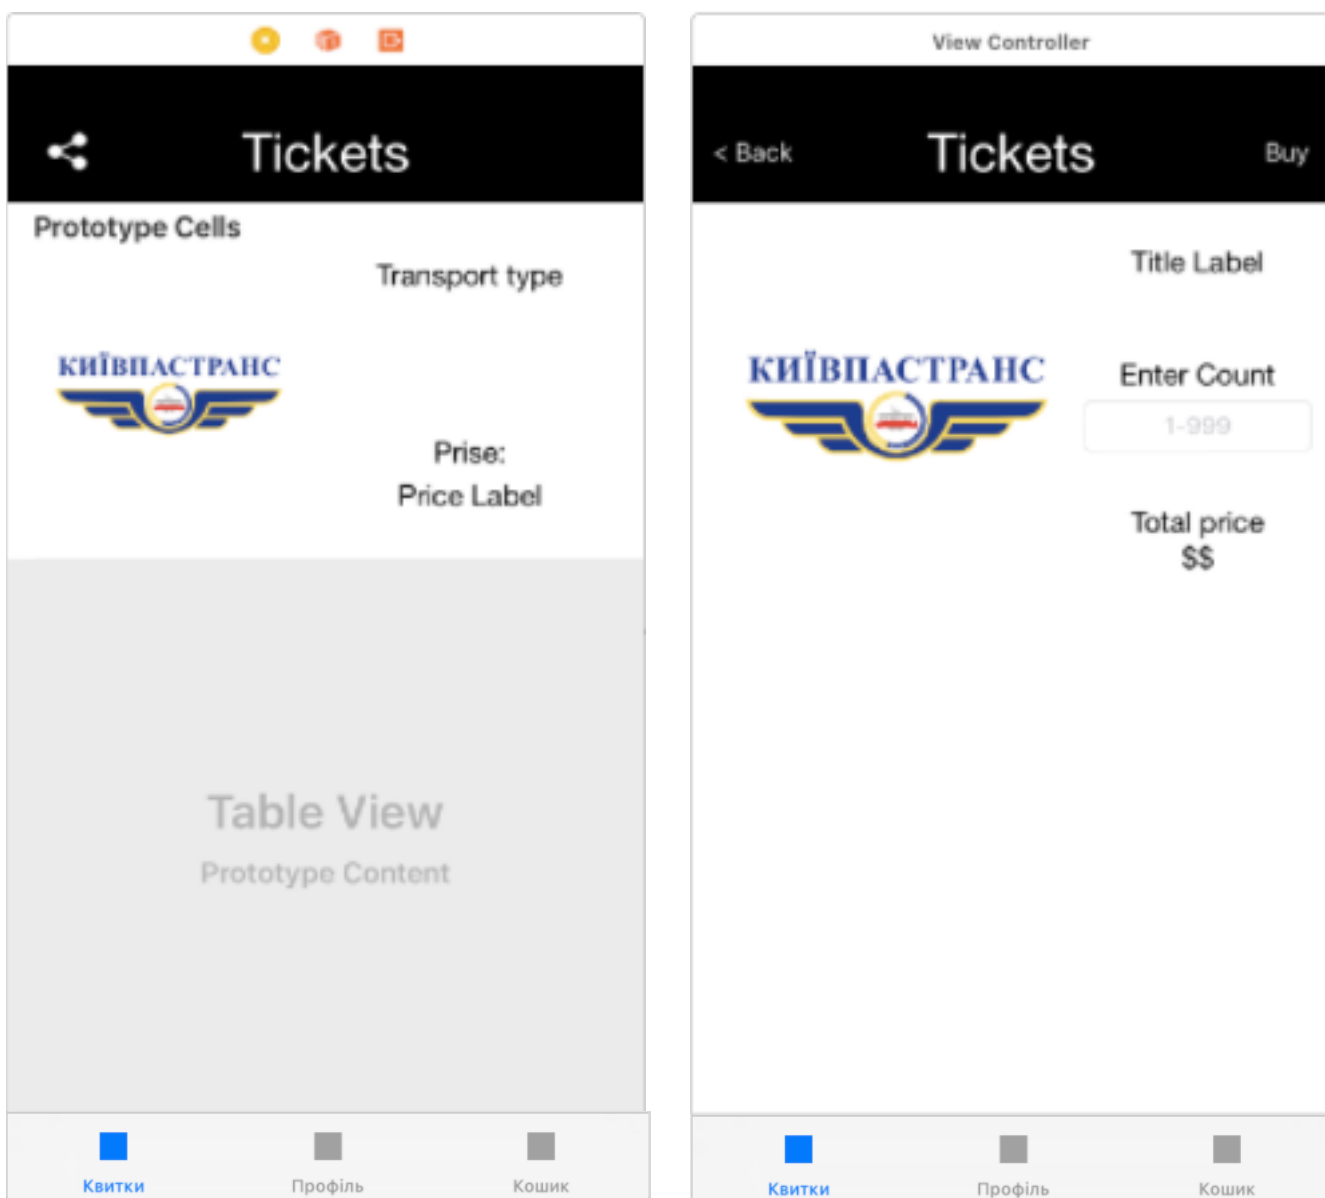 Tickets
Prototype Cells
Transport type
КИЇВПАСТРАНС
Prise:
Price Label
Table View
Prototype Content
Квитки
Профіль
Кошик
View Controller
< Back
Tickets
Buy
Title Label
КИЇВПАСТРАНС
Enter Count
1-999
Total price
$$
Квитки
Профіль
Кошик